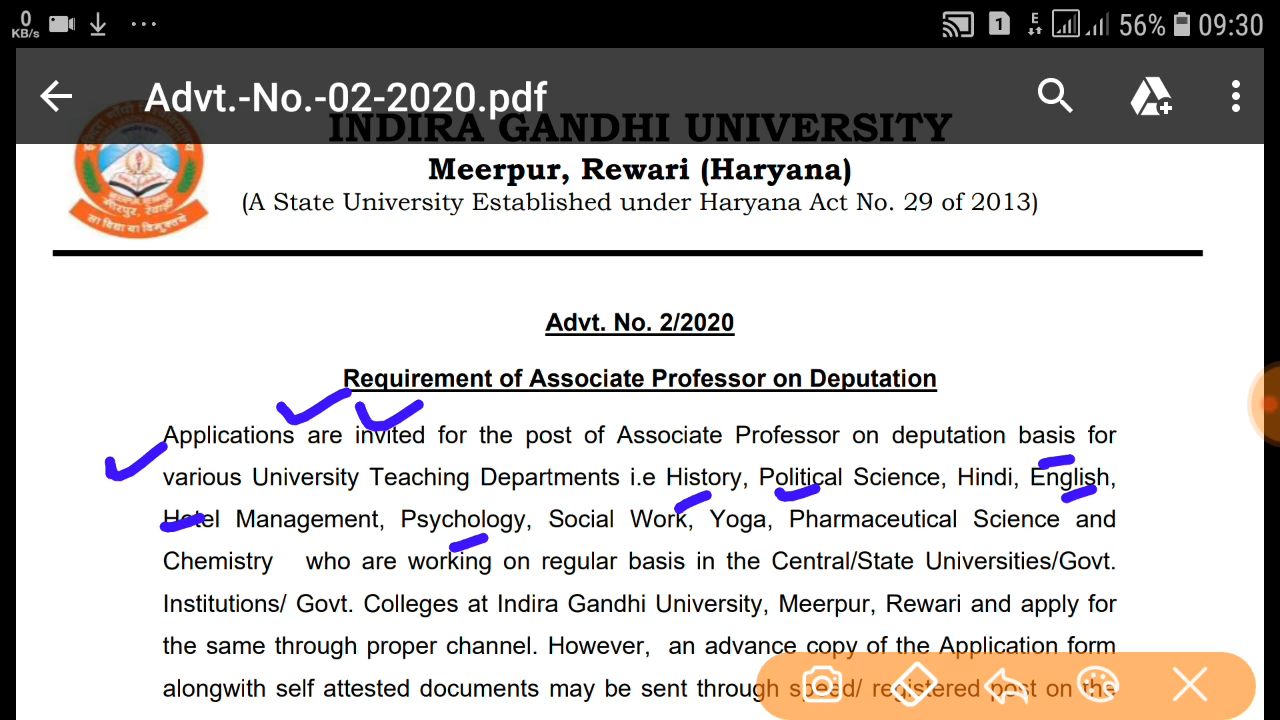 0 KB/s ... 1 E 56% 09:30
Advt.-No.-02-2020.pdf
INDIRA GANDHI UNIVERSITY
Meerpur, Rewari (Haryana)
(A State University Established under Haryana Act No. 29 of 2013)
मीरपुर, रेवाड़ी
सा विद्या या विमुक्तये
Advt. No. 2/2020
Requirement of Associate Professor on Deputation
Applications are invited for the post of Associate Professor on deputation basis for
various University Teaching Departments i.e History, Political Science, Hindi, English,
Hotel Management, Psychology, Social Work, Yoga, Pharmaceutical Science and
Chemistry who are working on regular basis in the Central/State Universities/Govt.
Institutions/ Govt. Colleges at Indira Gandhi University, Meerpur, Rewari and apply for
the same through proper channel. However, an advance copy of the Application form
alongwith self attested documents may be sent through speed/ registered post on the